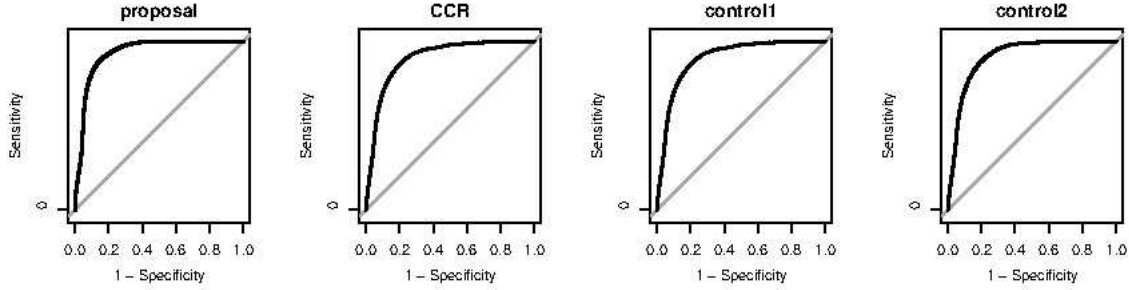 proposal
Sensitivity
0
0.0 0.2 0.4 0.6 0.8 1.0
1 – Specificity
CCR
Sensitivity
0
0.0 0.2 0.4 0.6 0.8 1.0
1 – Specificity
control1
Sensitivity
0
0.0 0.2 0.4 0.6 0.8 1.0
1 – Specificity
control2
Sensitivity
0
0.0 0.2 0.4 0.6 0.8 1.0
1 – Specificity